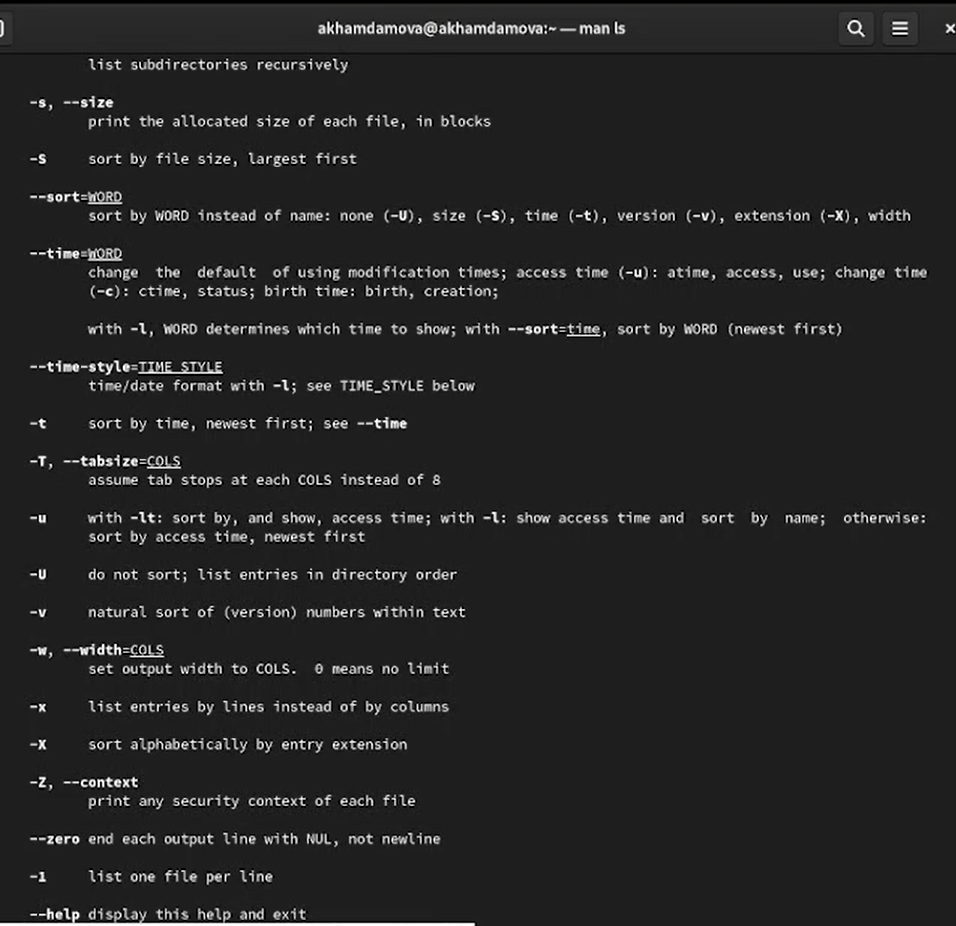 akhamdamova@akhamdamova:~ — man ls
list subdirectories recursively
-s, --size
print the allocated size of each file, in blocks
-S sort by file size, largest first
--sort=WORD
sort by WORD instead of name: none (-U), size (-S), time (-t), version (-v), extension (-X), width
--time=WORD
change the default of using modification times; access time (-u): atime, access, use; change time
(-c): ctime, status; birth time: birth, creation;
with -l, WORD determines which time to show; with --sort=time, sort by WORD (newest first)
--time-style=TIME_STYLE
time/date format with -l; see TIME_STYLE below
-t sort by time, newest first; see --time
-T, --tabsize=COLS
assume tab stops at each COLS instead of 8
-u with -lt: sort by, and show, access time; with -l: show access time and sort by name; otherwise:
sort by access time, newest first
-U do not sort; list entries in directory order
-v natural sort of (version) numbers within text
-w, --width=COLS
set output width to COLS. 0 means no limit
-x list entries by lines instead of by columns
-X sort alphabetically by entry extension
-Z, --context
print any security context of each file
--zero end each output line with NUL, not newline
-1 list one file per line
--help display this help and exit